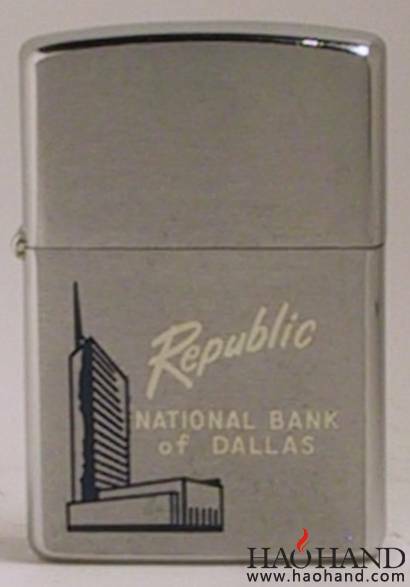 Republic
NATIONAL BANK
of DALLAS
HAOHAND
www.haohand.com